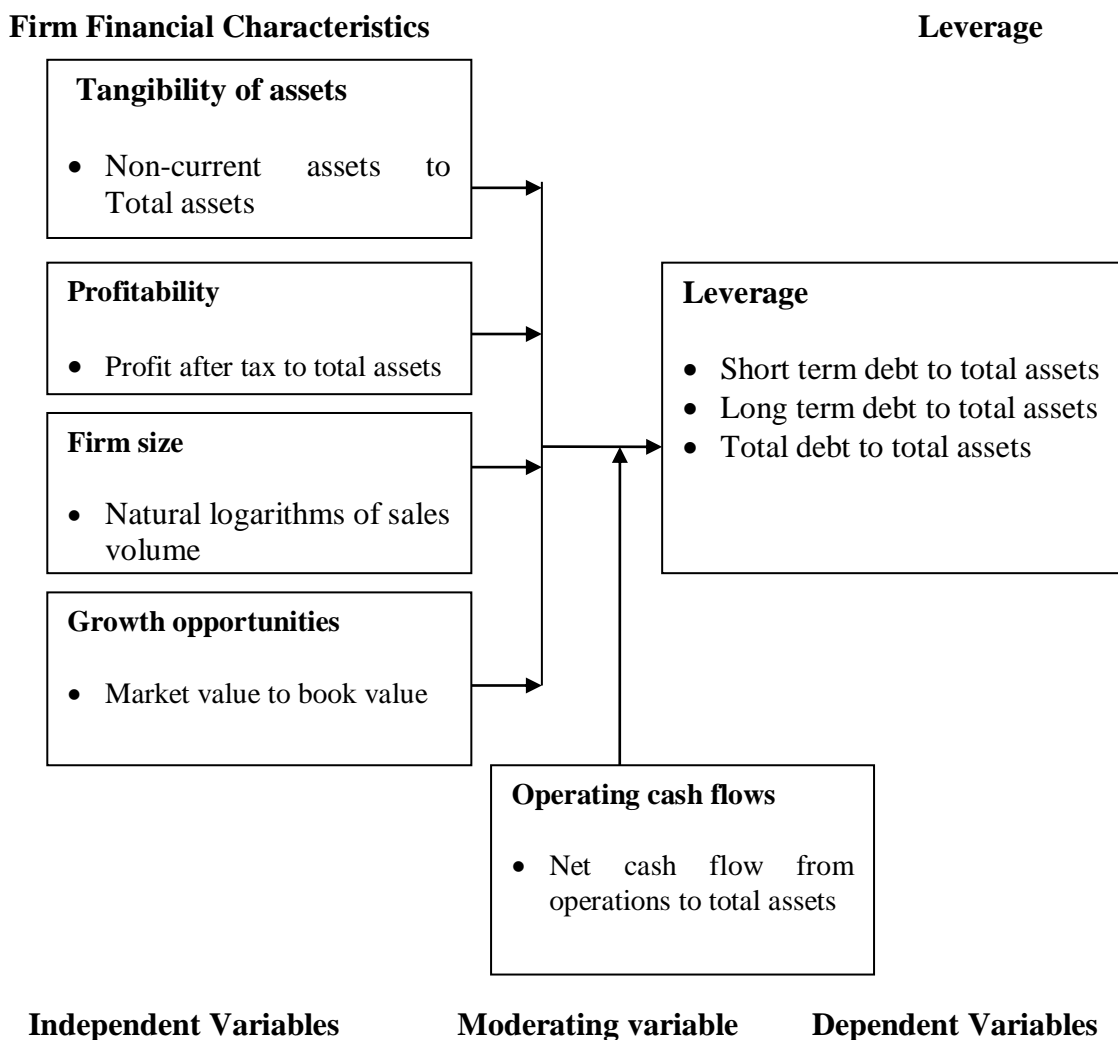 Firm Financial Characteristics
Leverage
Tangibility of assets
• Non-current assets to
Total assets
Profitability
• Profit after tax to total assets
Firm size
• Natural logarithms of sales
volume
Growth opportunities
• Market value to book value
Leverage
• Short term debt to total assets
• Long term debt to total assets
• Total debt to total assets
Operating cash flows
• Net cash flow from
operations to total assets
Independent Variables
Moderating variable
Dependent Variables